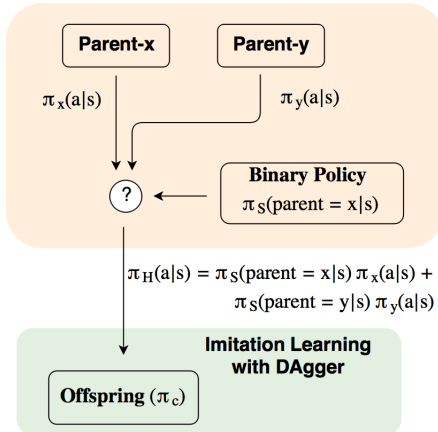 Parent-x
Parent-y
π_x(a|s)
π_y(a|s)
?
Binary Policy
π_S(parent = x|s)
π_H(a|s) = π_S(parent = x|s) π_x(a|s) +
π_S(parent = y|s) π_y(a|s)
Imitation Learning
with DAgger
Offspring (π_c)